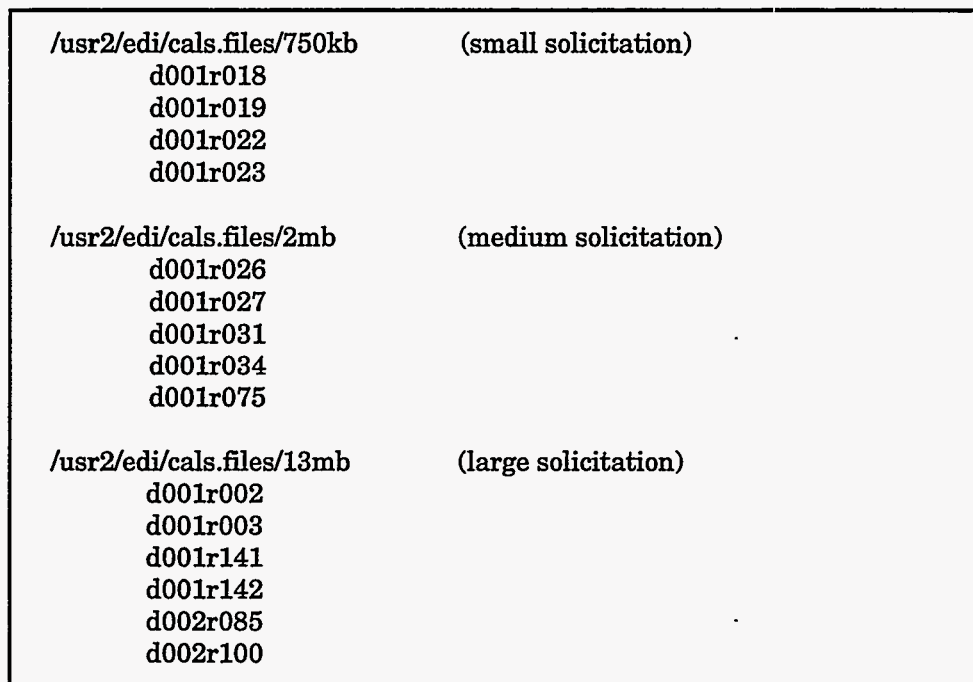 /usr2/edi/cals.files/750kb (small solicitation)
d001r018
d001r019
d001r022
d001r023
/usr2/edi/cals.files/2mb (medium solicitation)
d001r026
d001r027
d001r031
d001r034
d001r075
/usr2/edi/cals.files/13mb (large solicitation)
d001r002
d001r003
d001r141
d001r142
d002r085
d002r100